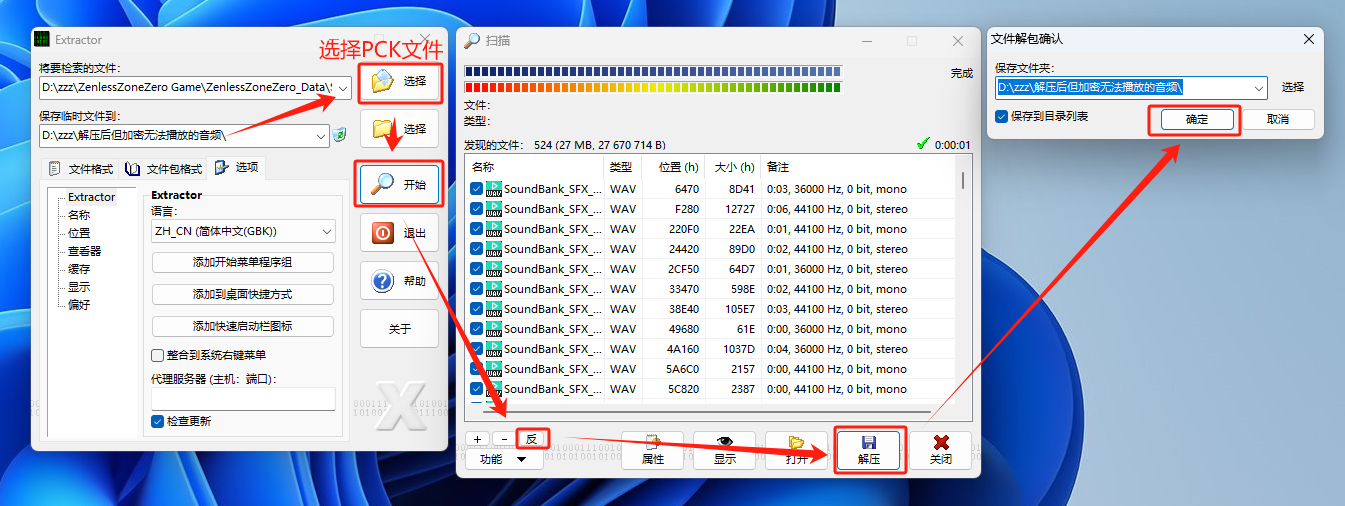 Extractor
选择PCK文件
将要检索的文件:
D:\zzz\ZenlessZoneZero Game\ZenlessZoneZero_Data\
选择
保存临时文件到:
D:\zzz\解压后但加密无法播放的音频\
选择
文件格式
文件包格式
选项
开始
退出
帮助
关于
Extractor
名称
位置
查看器
缓存
显示
偏好
Extractor
语言:
ZH_CN (简体中文(GBK))
添加开始菜单程序组
添加到桌面快捷方式
添加快速启动栏图标
整合到系统右键菜单
代理服务器 (主机：端口):
检查更新
扫描
完成
文件:
类型:
发现的文件: 524 (27 MB, 27 670 714 B)
0:00:01
名称 类型 位置 (h) 大小 (h) 备注
SoundBank_SFX_... WAV 6470 8D41 0:03, 36000 Hz, 0 bit, mono
SoundBank_SFX_... WAV F280 12727 0:06, 44100 Hz, 0 bit, stereo
SoundBank_SFX_... WAV 220F0 22EA 0:01, 44100 Hz, 0 bit, mono
SoundBank_SFX_... WAV 24420 89D0 0:02, 44100 Hz, 0 bit, stereo
SoundBank_SFX_... WAV 2CF50 64D7 0:01, 36000 Hz, 0 bit, stereo
SoundBank_SFX_... WAV 33470 598E 0:02, 44100 Hz, 0 bit, mono
SoundBank_SFX_... WAV 38E40 105E7 0:03, 44100 Hz, 0 bit, stereo
SoundBank_SFX_... WAV 49680 61E 0:00, 36000 Hz, 0 bit, mono
SoundBank_SFX_... WAV 4A160 1037D 0:04, 36000 Hz, 0 bit, stereo
SoundBank_SFX_... WAV 5A6C0 2157 0:00, 44100 Hz, 0 bit, mono
SoundBank_SFX_... WAV 5C820 2387 0:00, 44100 Hz, 0 bit, stereo
+ - 反
功能
属性
显示
打开
解压
关闭
文件解包确认
保存文件夹:
D:\zzz\解压后但加密无法播放的音频\
选择
保存到目录列表
确定
取消